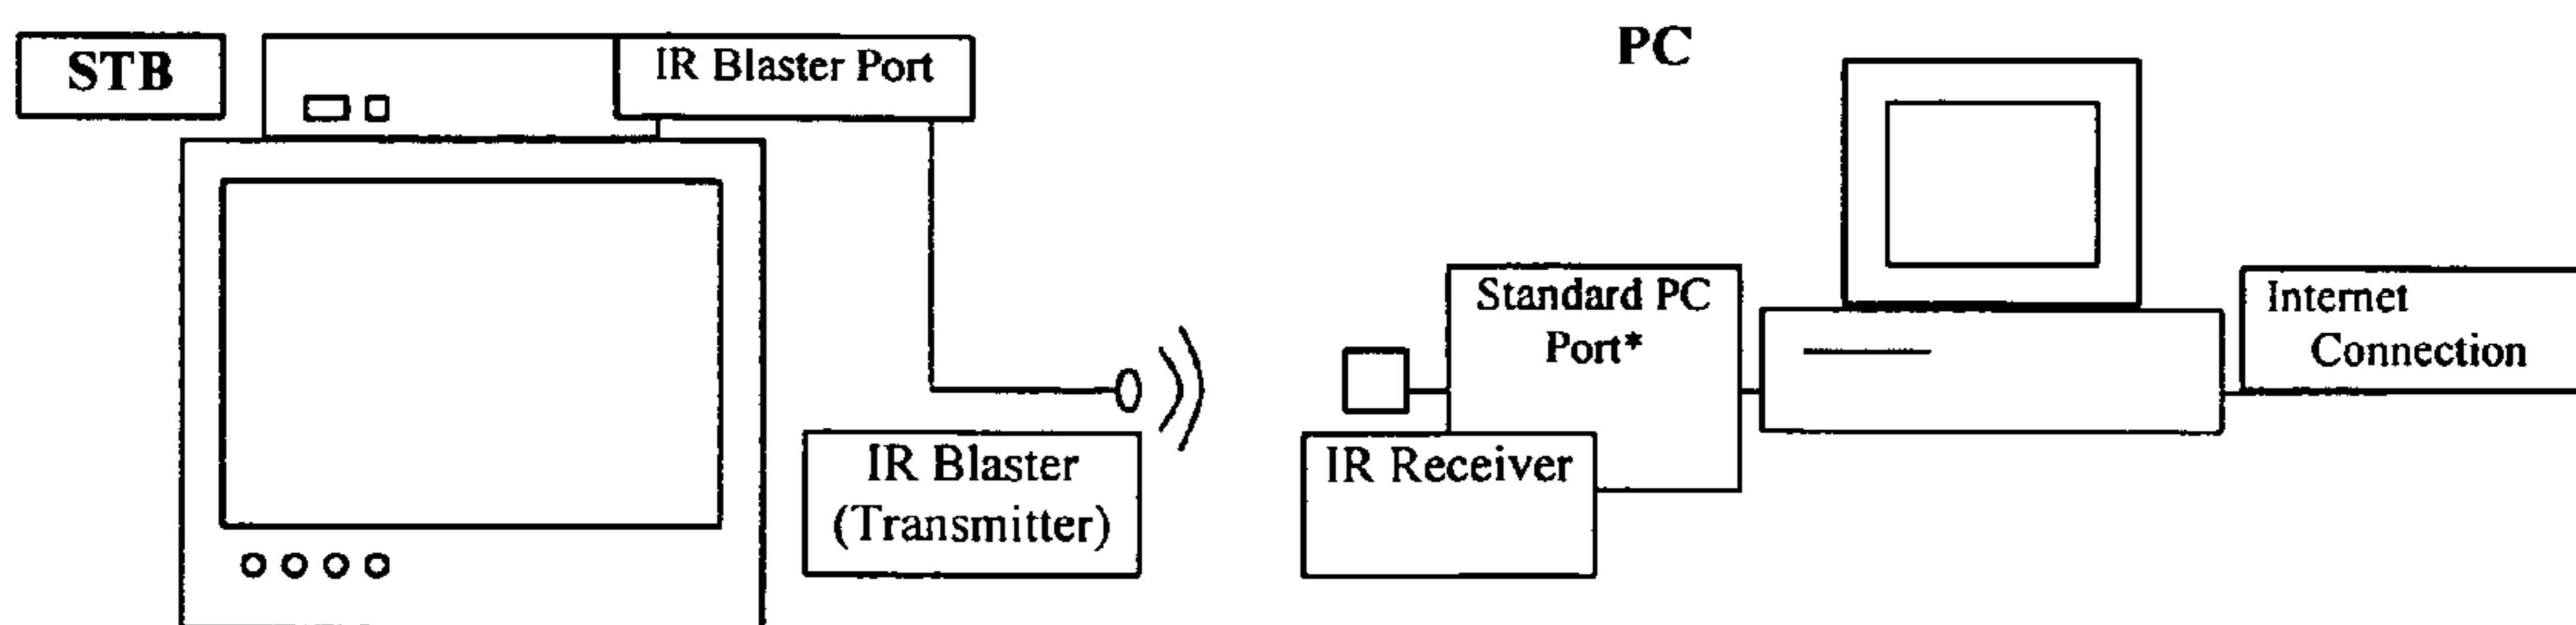 STB
IR Blaster Port
PC
Standard PC
Port*
Internet
Connection
IR Blaster
(Transmitter)
IR Receiver